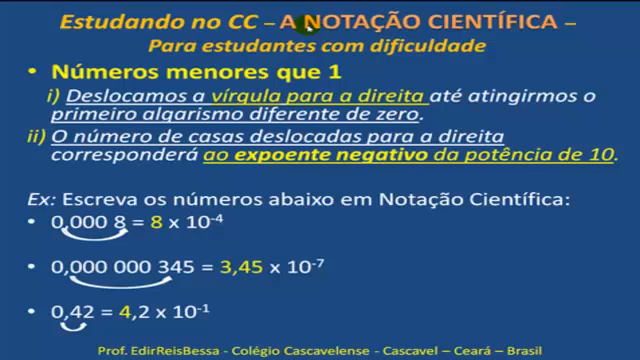 Estudando no CC – A NOTAÇÃO CIENTÍFICA –
Para estudantes com dificuldade
• Números menores que 1
i) Deslocamos a vírgula para a direita até atingirmos o
primeiro algarismo diferente de zero.
ii) O número de casas deslocadas para a direita
corresponderá ao expoente negativo da potência de 10.
Ex: Escreva os números abaixo em Notação Científica:
• 0,000 8 = 8 x 10⁻⁴
• 0,000 000 345 = 3,45 x 10⁻⁷
• 0,42 = 4,2 x 10⁻¹
Prof. EdirReisBessa - Colégio Cascavelense - Cascavel – Ceará – Brasil